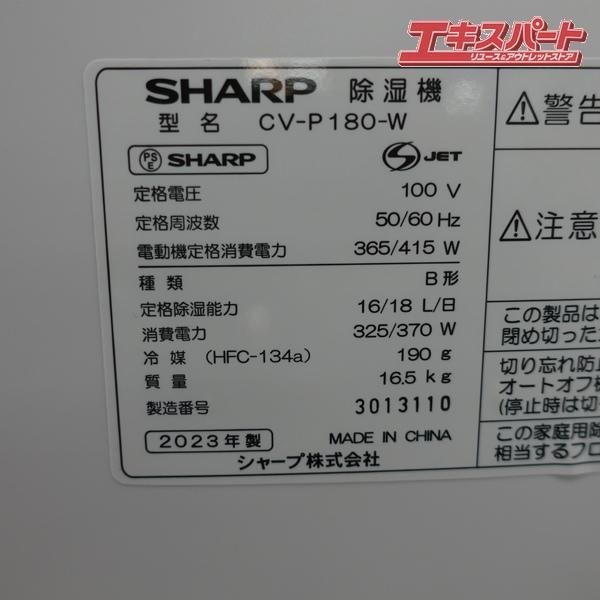 エキスパート
リユース&アウトレットストア
SHARP 除湿機
型名 CV-P180-W
PSE SHARP
S JET
定格電圧 100 V
定格周波数 50/60 Hz
電動機定格消費電力 365/415 W
種類 B形
定格除湿能力 16/18 L/日
消費電力 325/370 W
冷媒 (HFC-134a) 190 g
質量 16.5 kg
製造番号 3013110
2023年製 MADE IN CHINA
シャープ株式会社
⚠警告
⚠注意
この製品は
閉め切った
切り忘れ防止
オートオフ機
(停止時は切
この家庭用除
相当するフロ